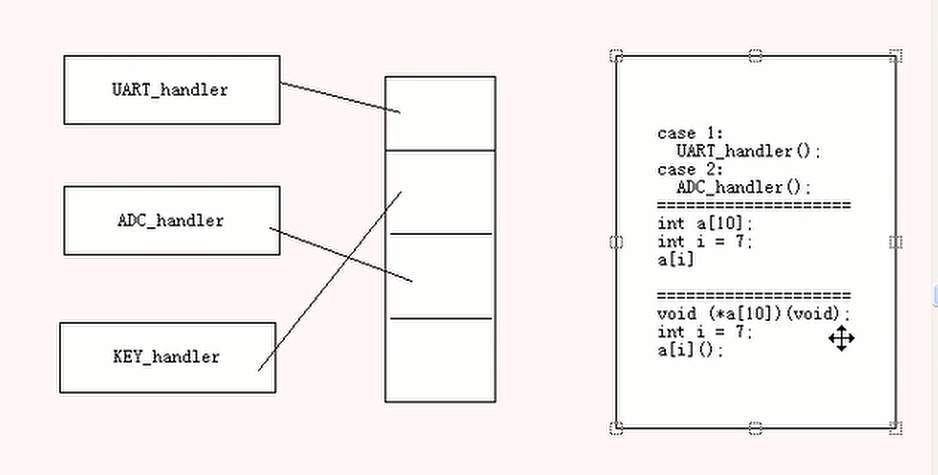 UART_handler
ADC_handler
KEY_handler
case 1:
UART_handler();
case 2:
ADC_handler();
=====================
int a[10];
int i = 7;
a[i]
=====================
void (*a[10])(void);
int i = 7;
a[i]();